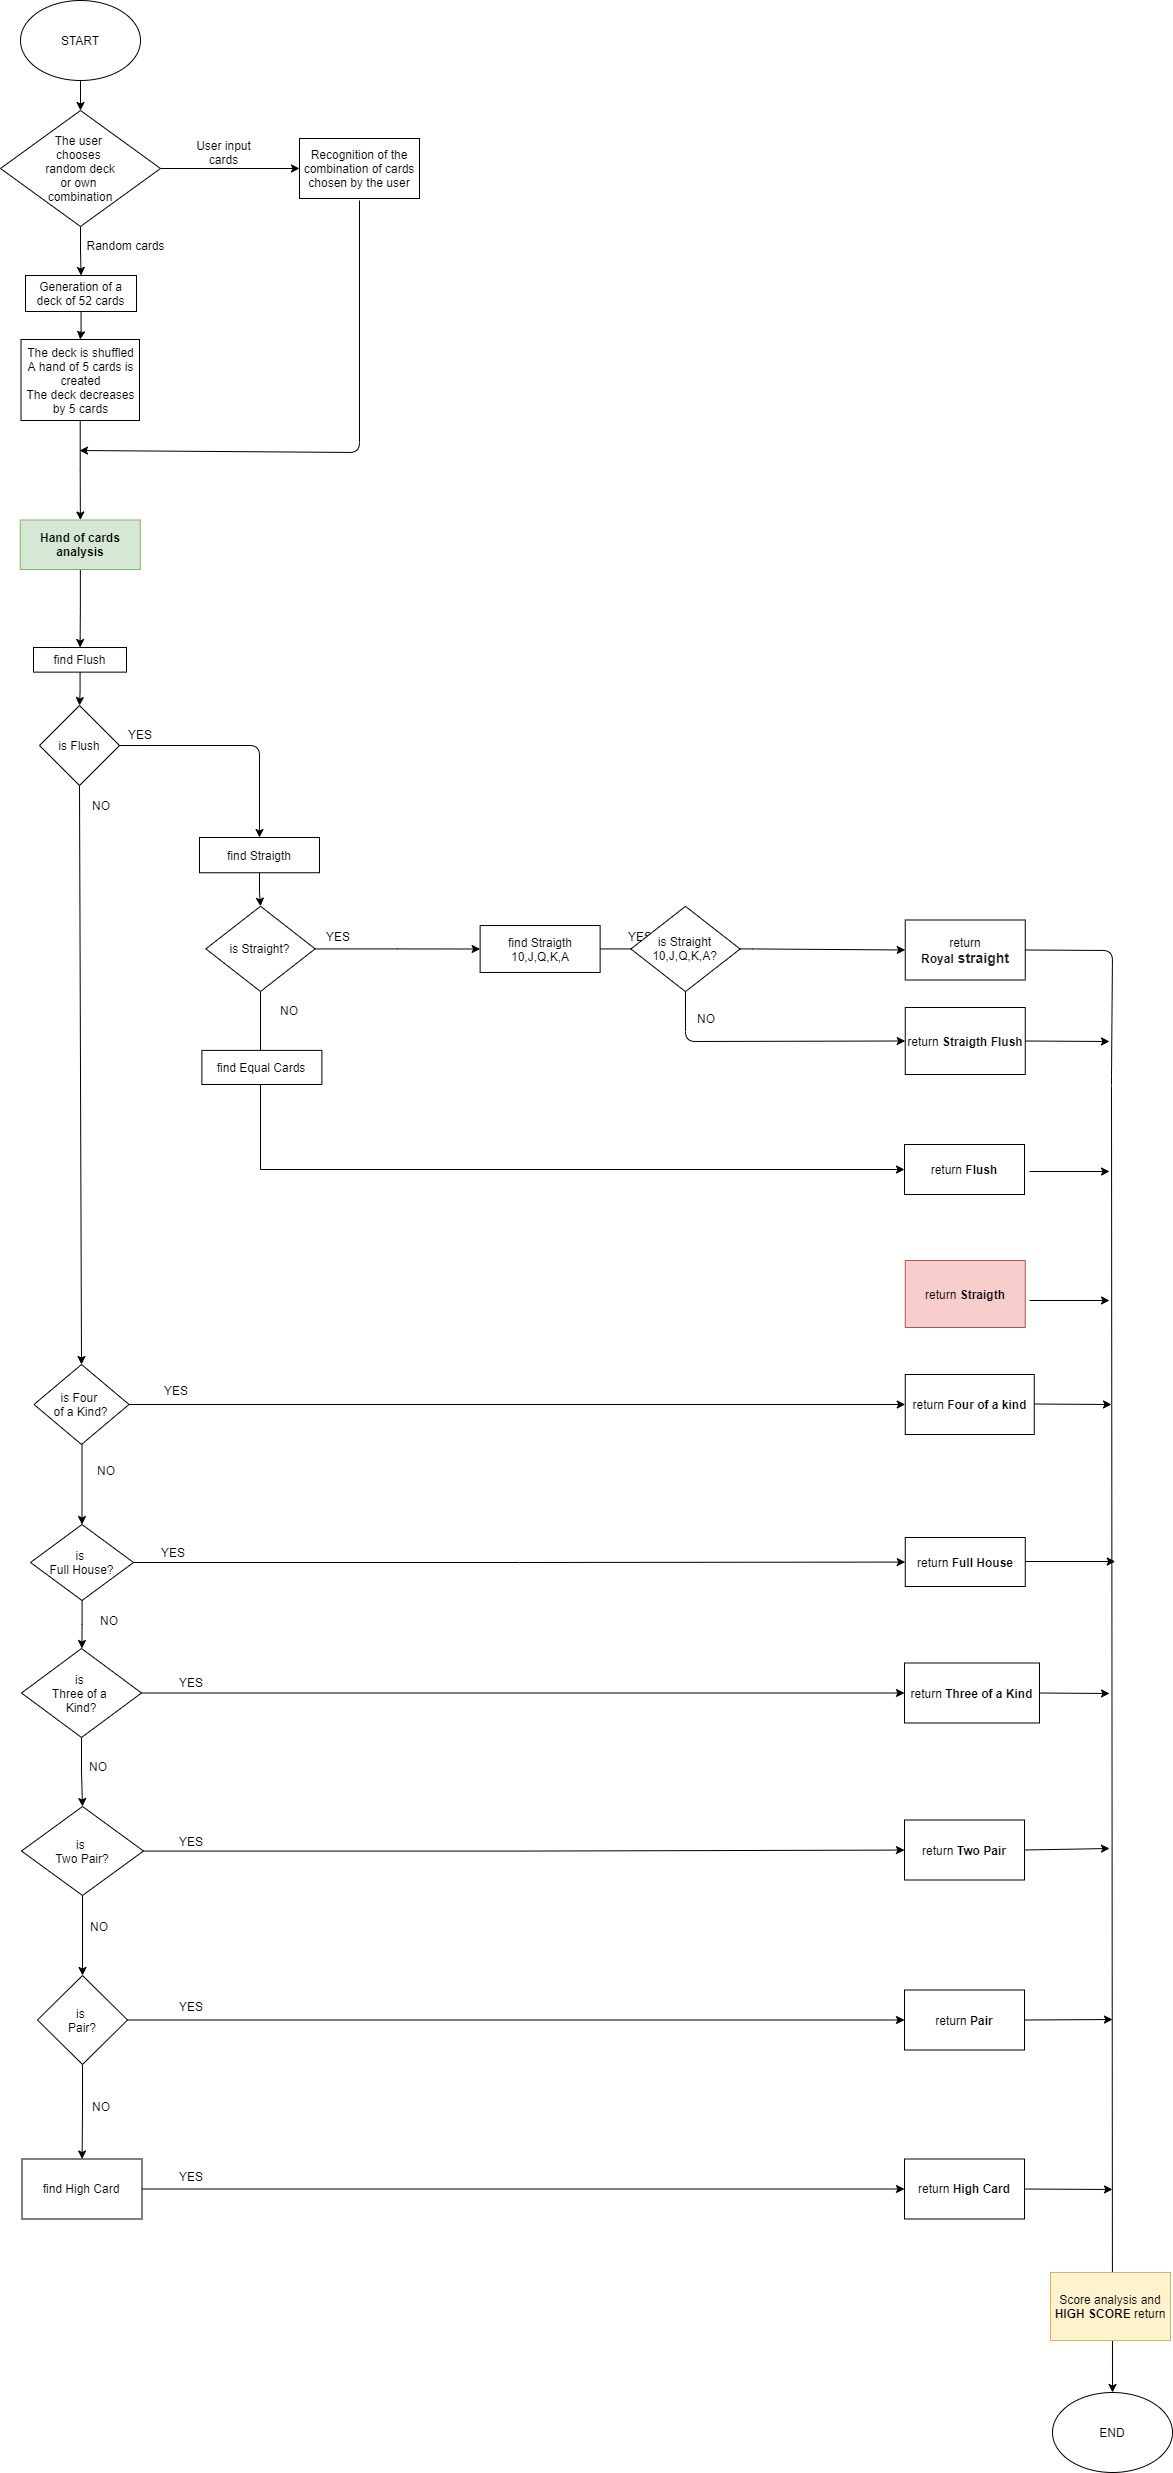 START
The user
chooses
random deck
or own
combination
User input
cards
Recognition of the
combination of cards
chosen by the user
Random cards
Generation of a
deck of 52 cards
The deck is shuffled
A hand of 5 cards is
created
The deck decreases
by 5 cards
Hand of cards
analysis
find Flush
is Flush
YES
NO
find Straigth
is Straight?
YES
find Straigth
10,J,Q,K,A
YES
is Straight
10,J,Q,K,A?
return
Royal straight
NO
NO
return Straigth Flush
find Equal Cards
return Flush
return Straigth
is Four
of a Kind?
YES
return Four of a kind
NO
is
Full House?
YES
return Full House
NO
is
Three of a
Kind?
YES
return Three of a Kind
NO
is
Two Pair?
YES
return Two Pair
NO
is
Pair?
YES
return Pair
NO
find High Card
YES
return High Card
Score analysis and
HIGH SCORE return
END